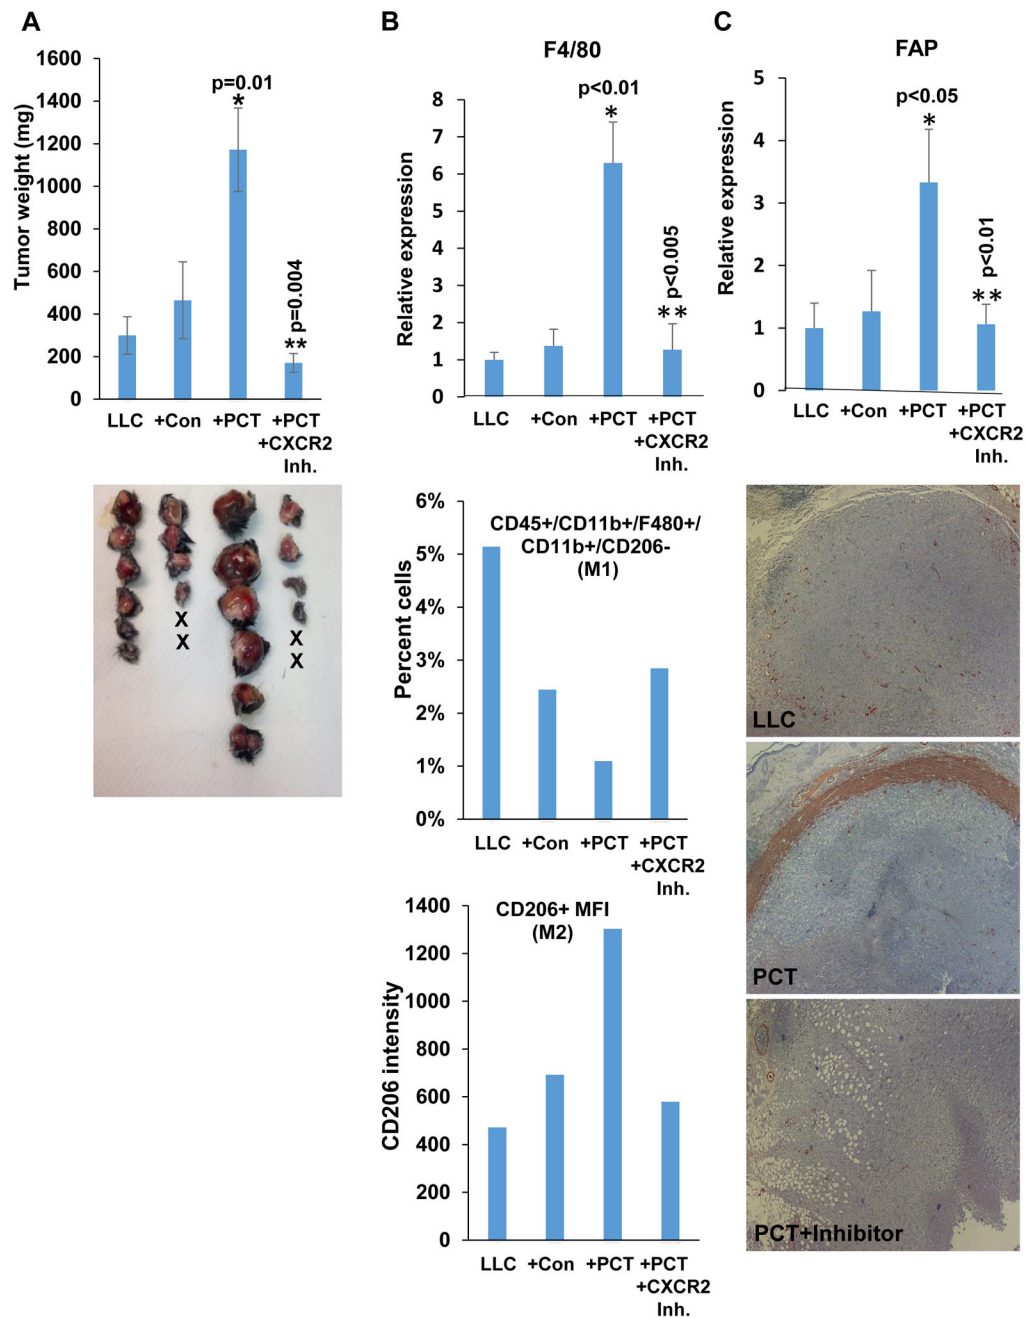 A
1600
1400
1200
1000
800
600
400
200
0
Tumor weight (mg)
p=0.01
*
p=0.004
**
LLC +Con +PCT +PCT
+CXCR2
Inh.
X
X
X
X
B
F4/80
8
7
6
5
4
3
2
1
0
Relative expression
p<0.01
*
p<0.005
**
LLC +Con +PCT +PCT
+CXCR2
Inh.
6%
5%
4%
3%
2%
1%
0%
Percent cells
CD45+/CD11b+/F480+/
CD11b+/CD206-
(M1)
LLC +Con +PCT +PCT
+CXCR2
Inh.
1400
1200
1000
800
600
400
200
0
CD206 intensity
CD206+ MFI
(M2)
LLC +Con +PCT +PCT
+CXCR2
Inh.
C
FAP
5
4
3
2
1
0
Relative expression
p<0.05
*
p<0.01
**
LLC +Con +PCT +PCT
+CXCR2
Inh.
LLC
PCT
PCT+Inhibitor